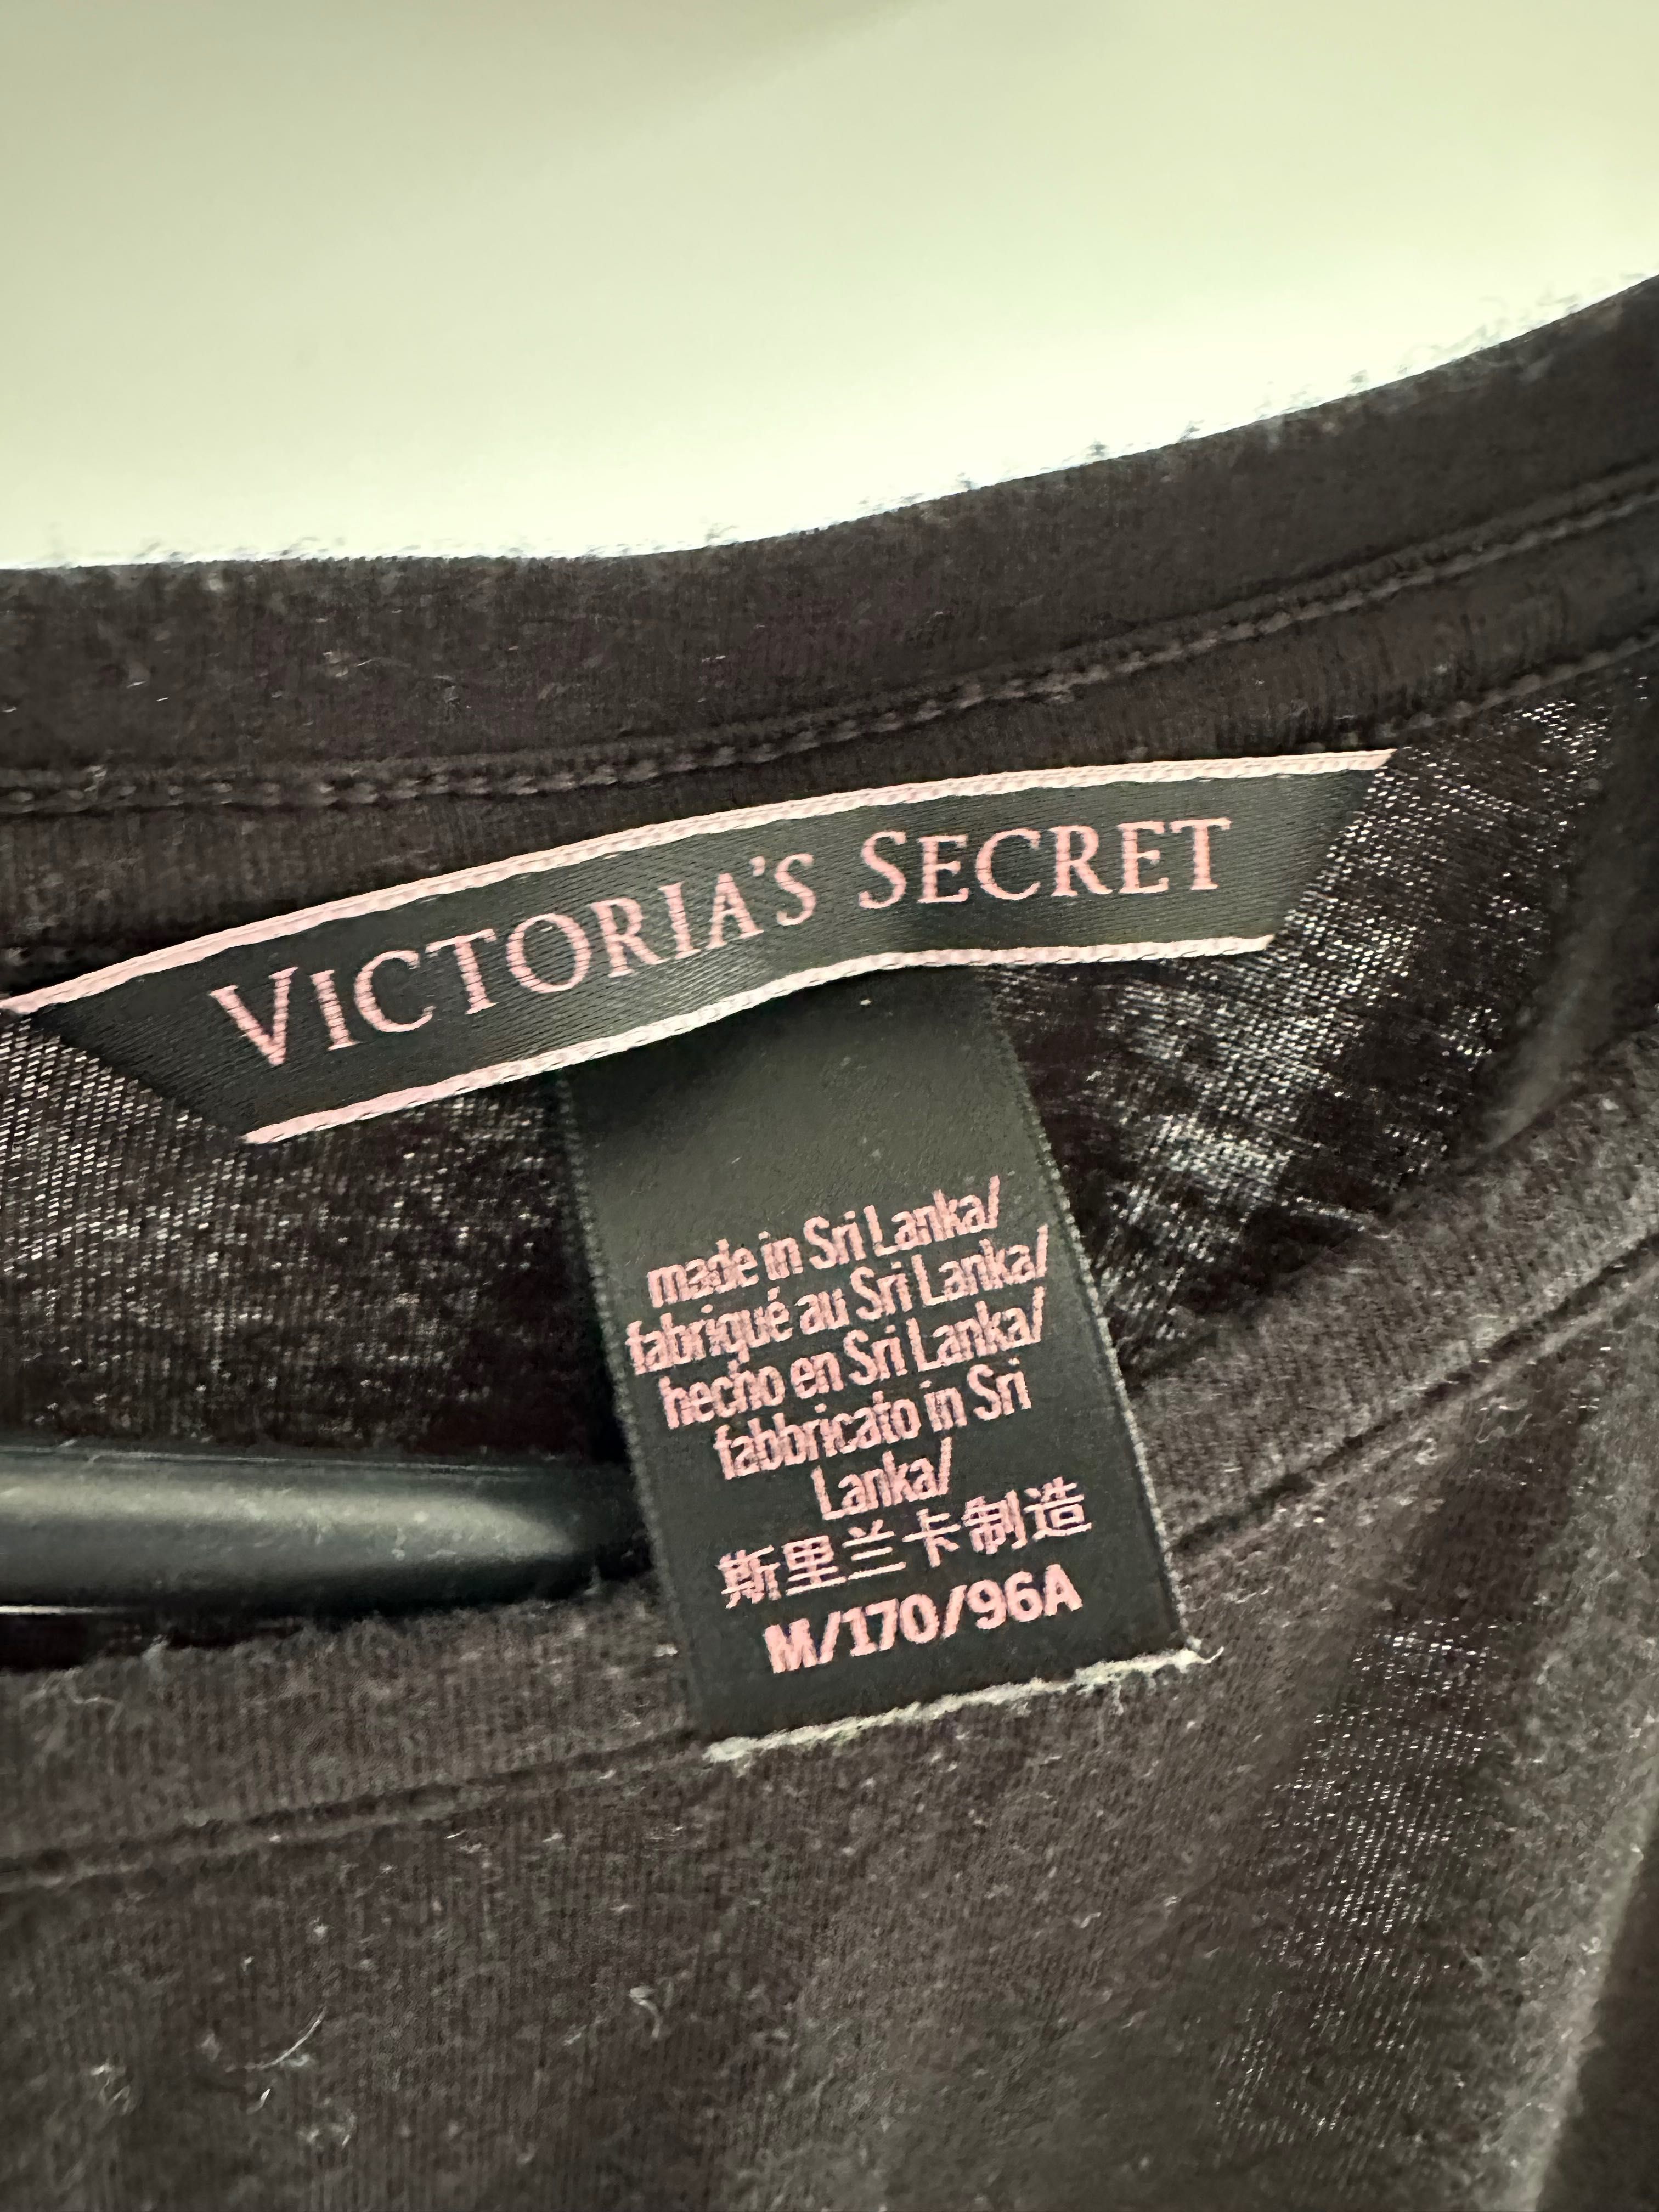 VICTORIA'S SECRET
made in Sri Lanka/
fabriqué au Sri Lanka/
hecho en Sri Lanka/
fabbricato in Sri
Lanka/
斯里兰卡制造
M/170/96A